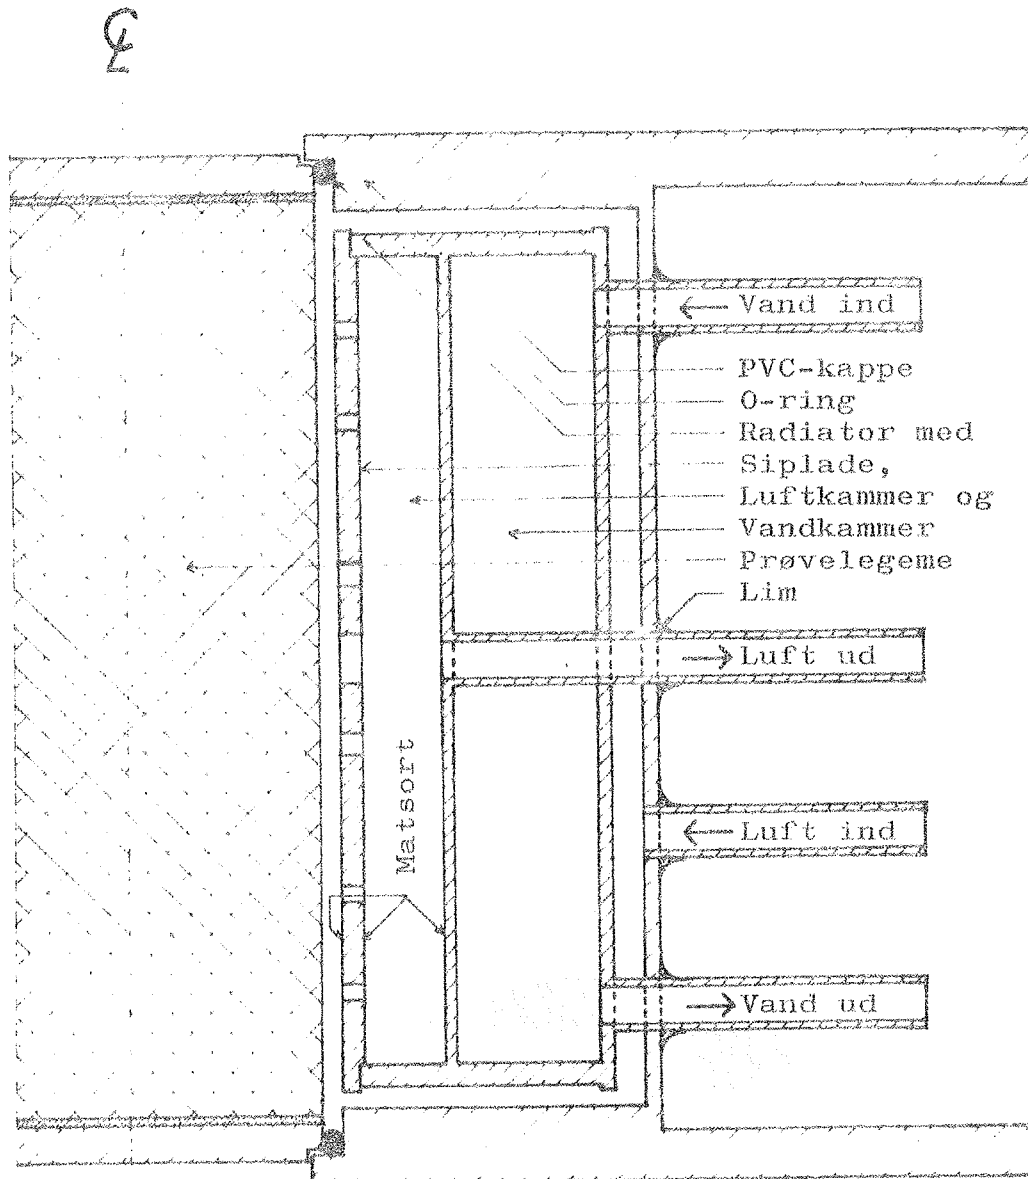 ℄
Vand ind
PVC-kappe
O-ring
Radiator med
Siplade,
Luftkammer og
Vandkammer
Prøvelegeme
Lim
Luft ud
Matsort
Luft ind
Vand ud